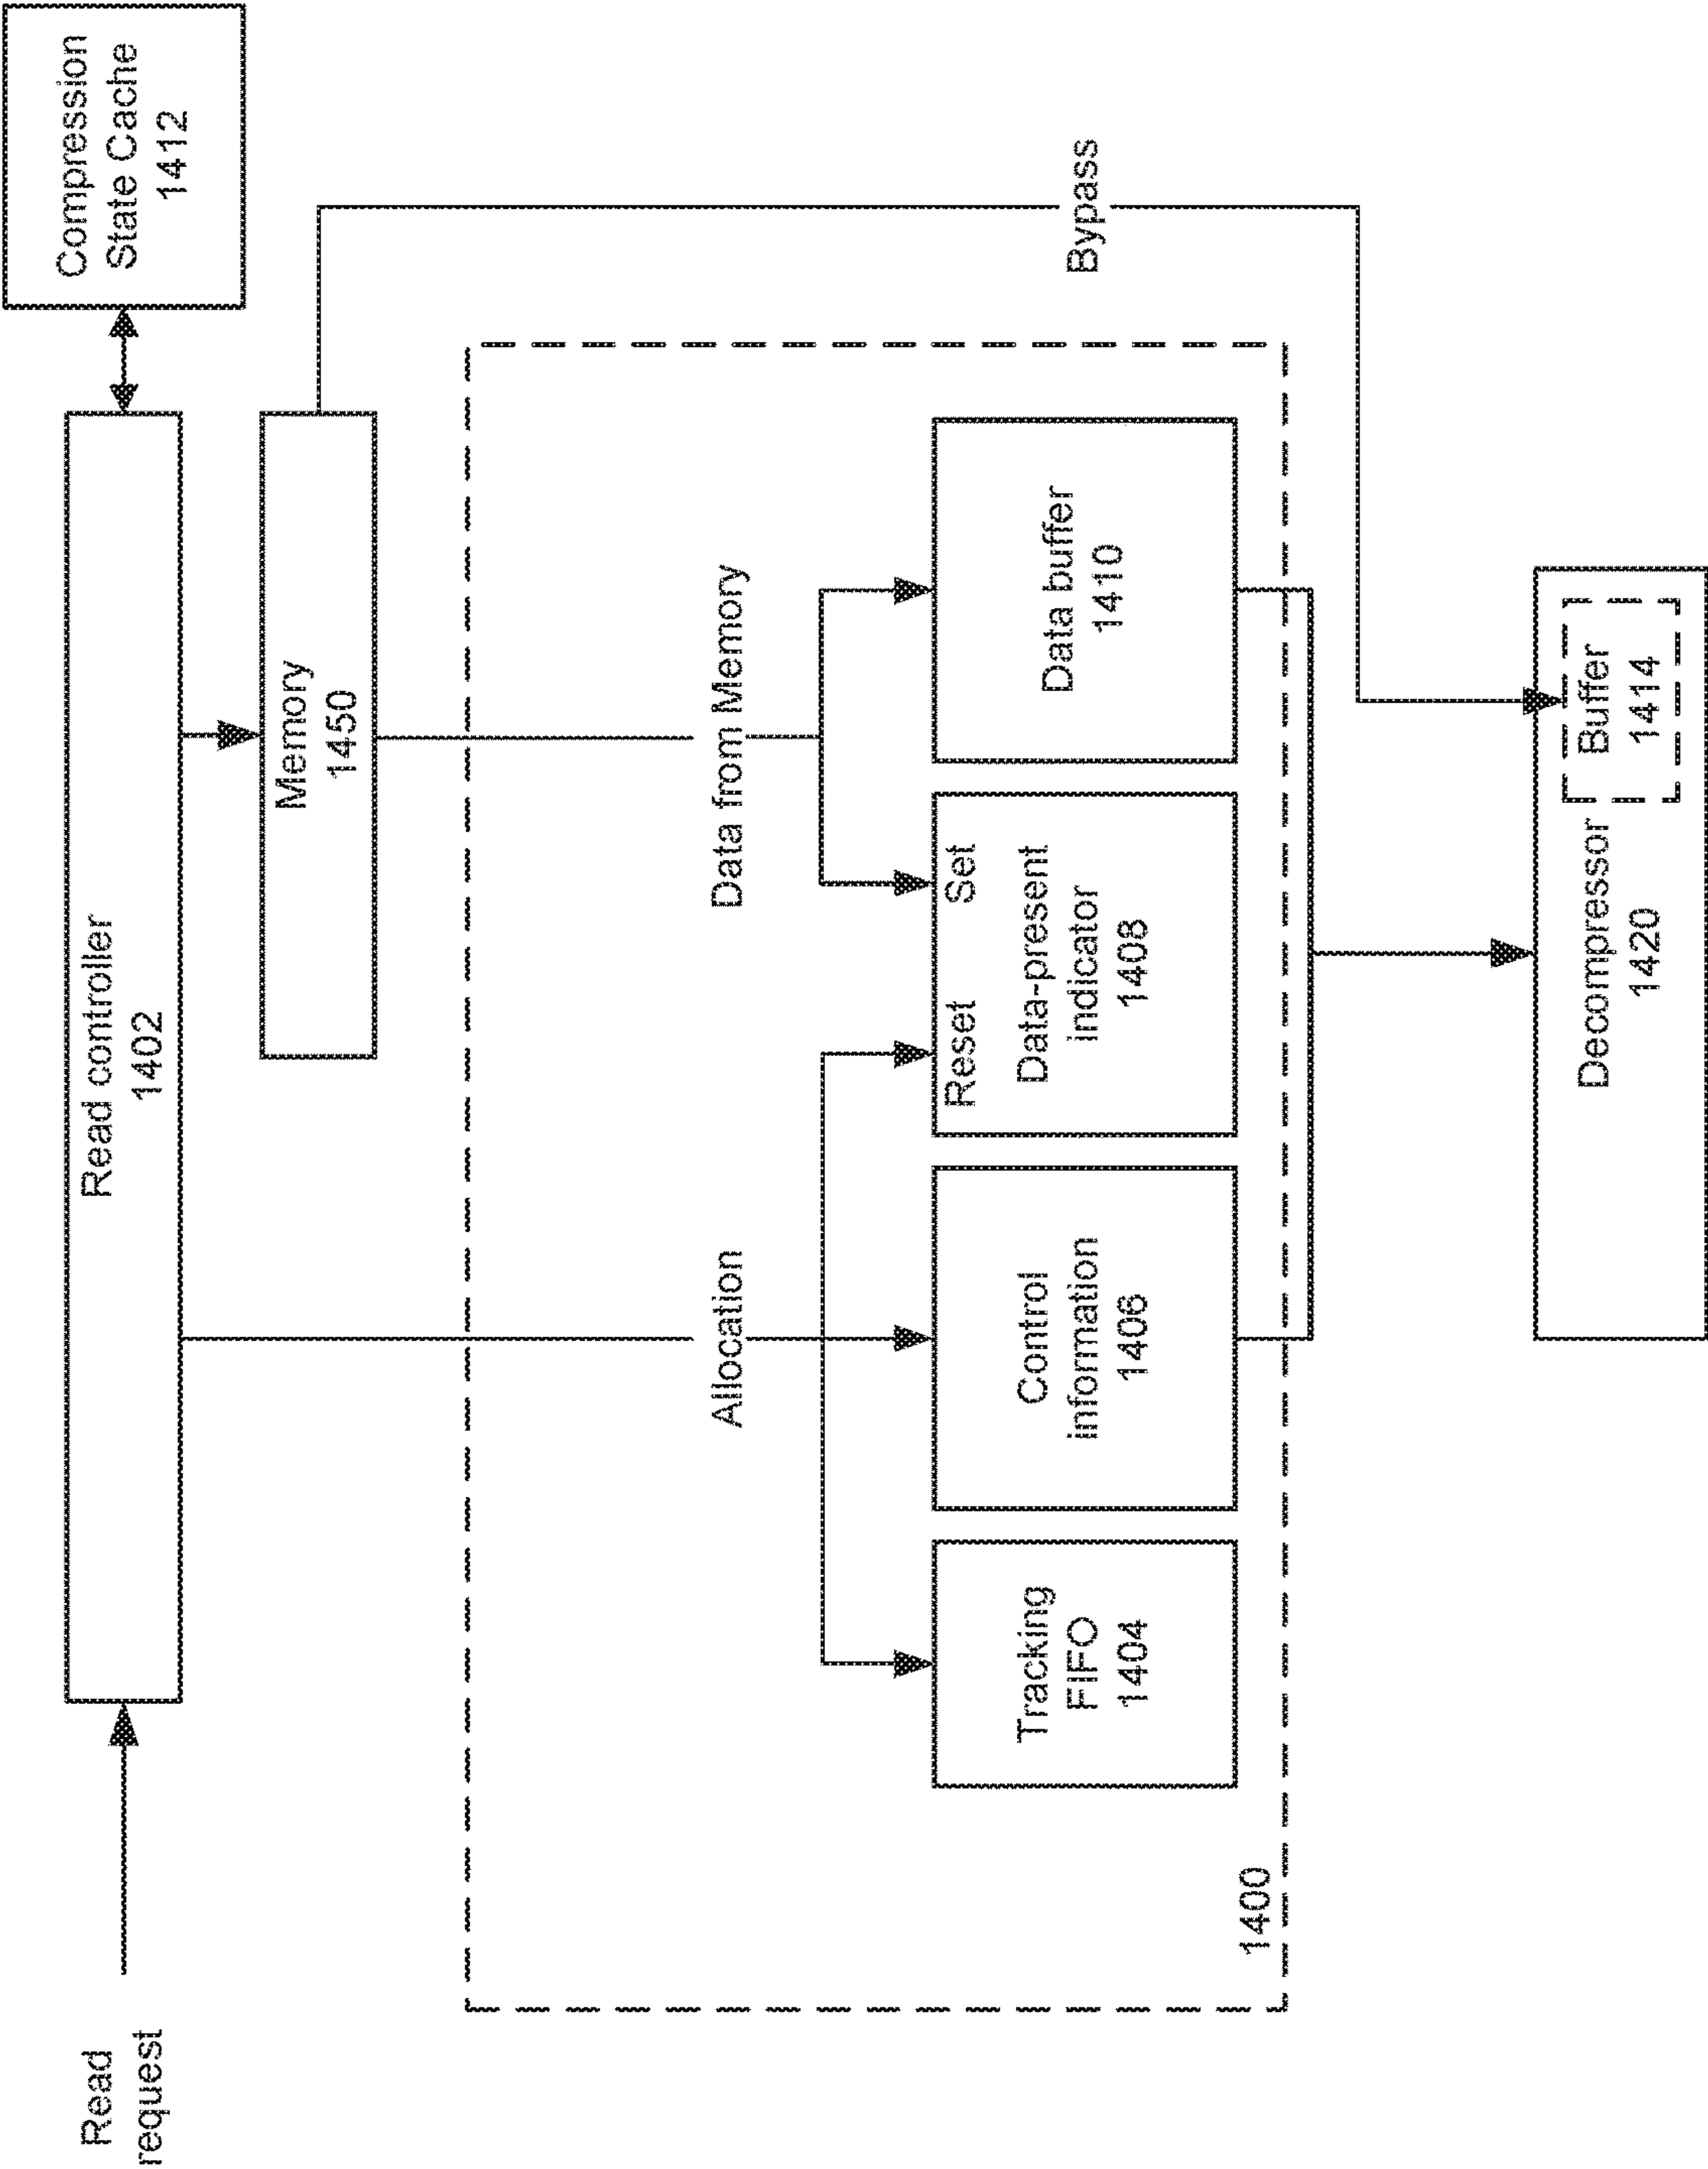 Read
request
Read controller
1402
Compression
State Cache
1412
Memory
1450
Allocation
Data from Memory
Bypass
Tracking
FIFO
1404
Control
information
1406
Reset
Set
Data-present
indicator
1408
Data buffer
1410
1400
Decompressor
1420
Buffer
1414